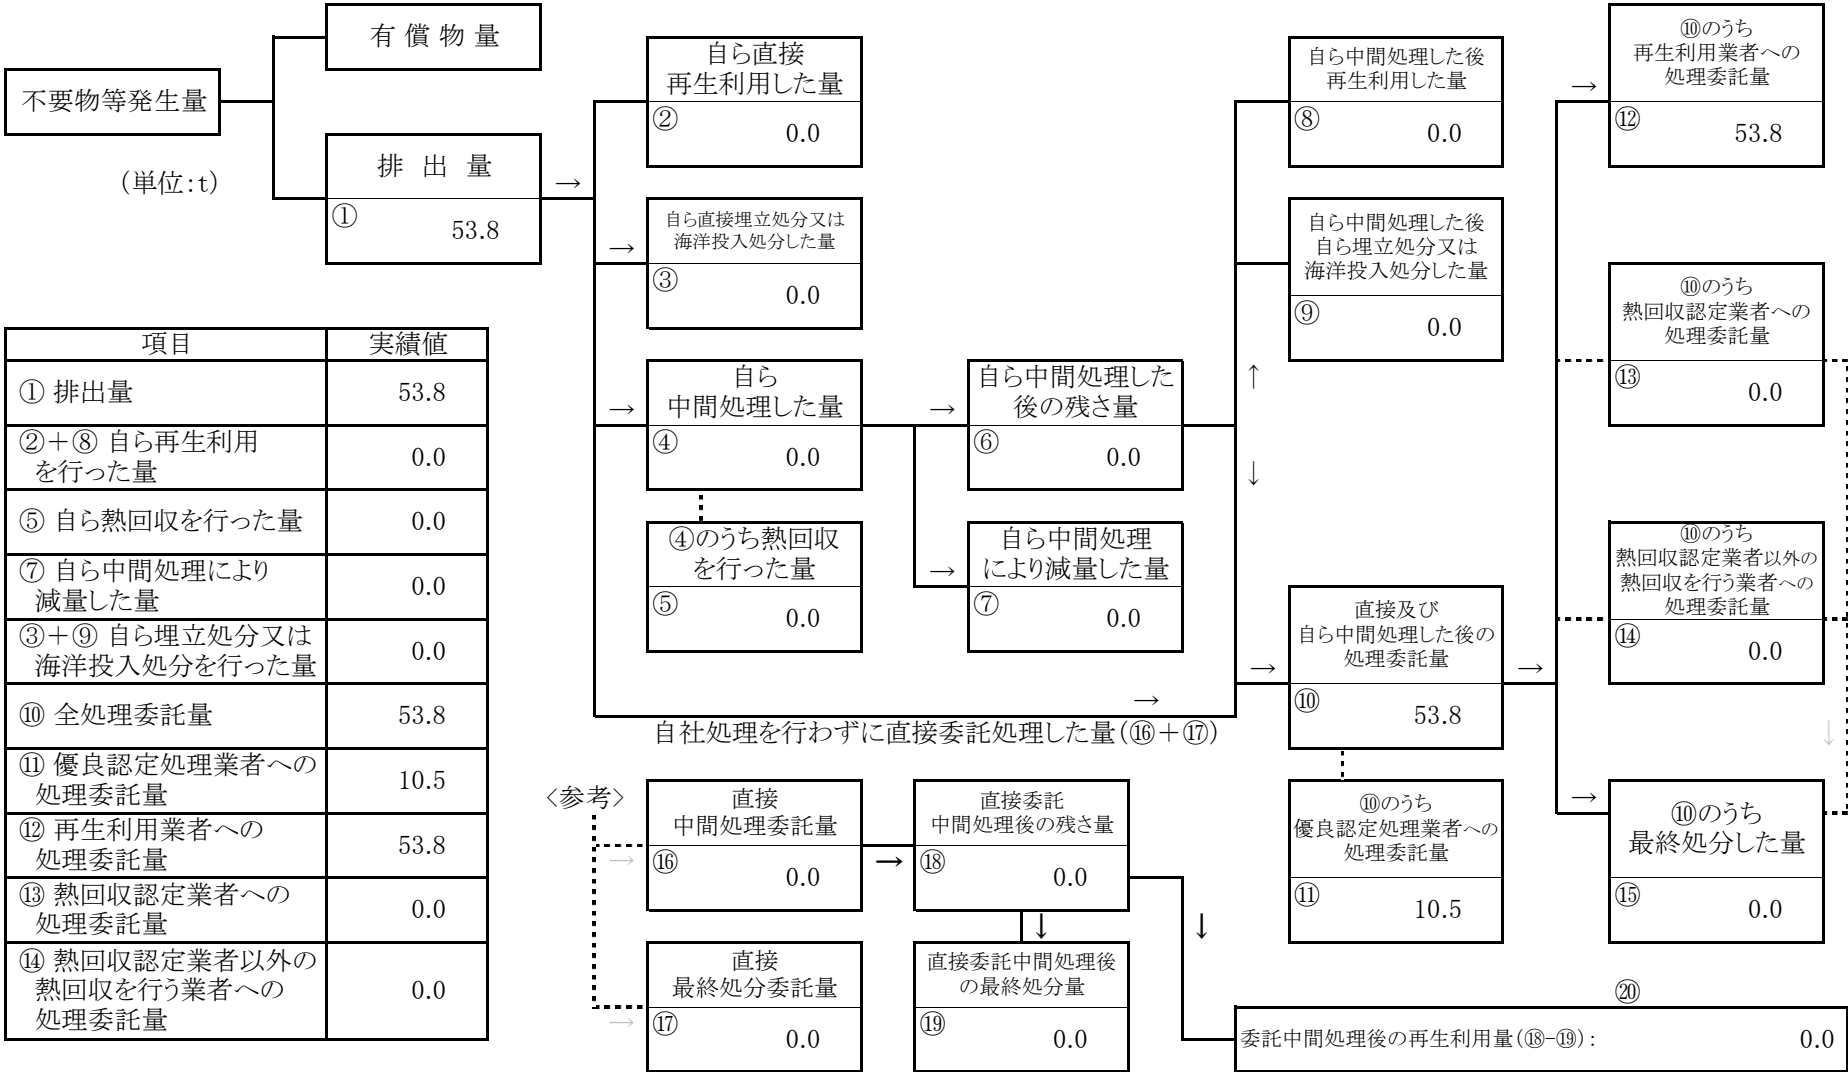 有 償 物 量
不要物等発生量
(単位:t)
排 出 量
①
53.8
→
自ら直接
再生利用した量
②
0.0
→
自ら直接埋立処分又は
海洋投入処分した量
③
0.0
→
自ら
中間処理した量
④
0.0
④のうち熱回収
を行った量
⑤
0.0
→
自ら中間処理した
後の残さ量
⑥
0.0
→
自ら中間処理
により減量した量
⑦
0.0
自ら中間処理した後
再生利用した量
⑧
0.0
自ら中間処理した後
自ら埋立処分又は
海洋投入処分した量
⑨
0.0
↑
↓
→
自社処理を行わずに直接委託処理した量(⑯+⑰)
→
直接及び
自ら中間処理した後の
処理委託量
⑩
53.8
⑩のうち
優良認定処理業者への
処理委託量
⑪
10.5
→
→
⑩のうち
再生利用業者への
処理委託量
⑫
53.8
⑩のうち
熱回収認定業者への
処理委託量
⑬
0.0
⑩のうち
熱回収認定業者以外の
熱回収を行う業者への
処理委託量
⑭
0.0
↓
→
⑩のうち
最終処分した量
⑮
0.0
項目 実績値
① 排出量 53.8
②+⑧ 自ら再生利用
を行った量 0.0
⑤ 自ら熱回収を行った量 0.0
⑦ 自ら中間処理により
減量した量 0.0
③+⑨ 自ら埋立処分又は
海洋投入処分を行った量 0.0
⑩ 全処理委託量 53.8
⑪ 優良認定処理業者への
処理委託量 10.5
⑫ 再生利用業者への
処理委託量 53.8
⑬ 熱回収認定業者への
処理委託量 0.0
⑭ 熱回収認定業者以外の
熱回収を行う業者への
処理委託量 0.0
<参考>
→
直接
中間処理委託量
⑯
0.0
→
直接委託
中間処理後の残さ量
⑱
0.0
↓
↓
→
直接
最終処分委託量
⑰
0.0
直接委託中間処理後
の最終処分量
⑲
0.0
⑳
委託中間処理後の再生利用量(⑱-⑲): 0.0